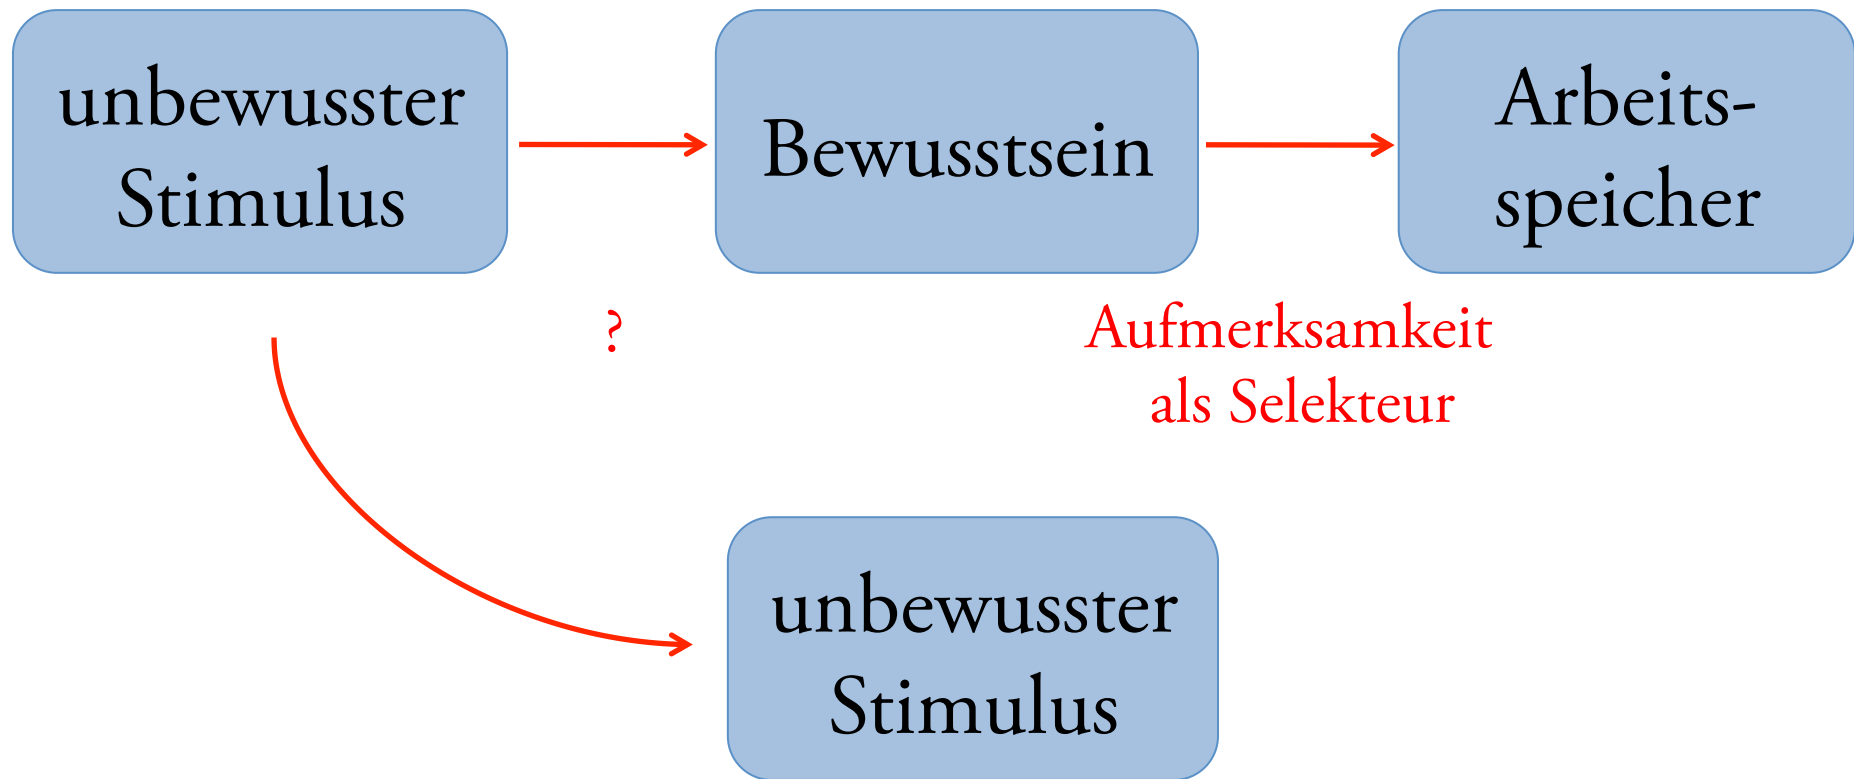 unbewusster
Stimulus
Bewusstsein
Arbeits-
speicher
?
Aufmerksamkeit
als Selekteur
unbewusster
Stimulus